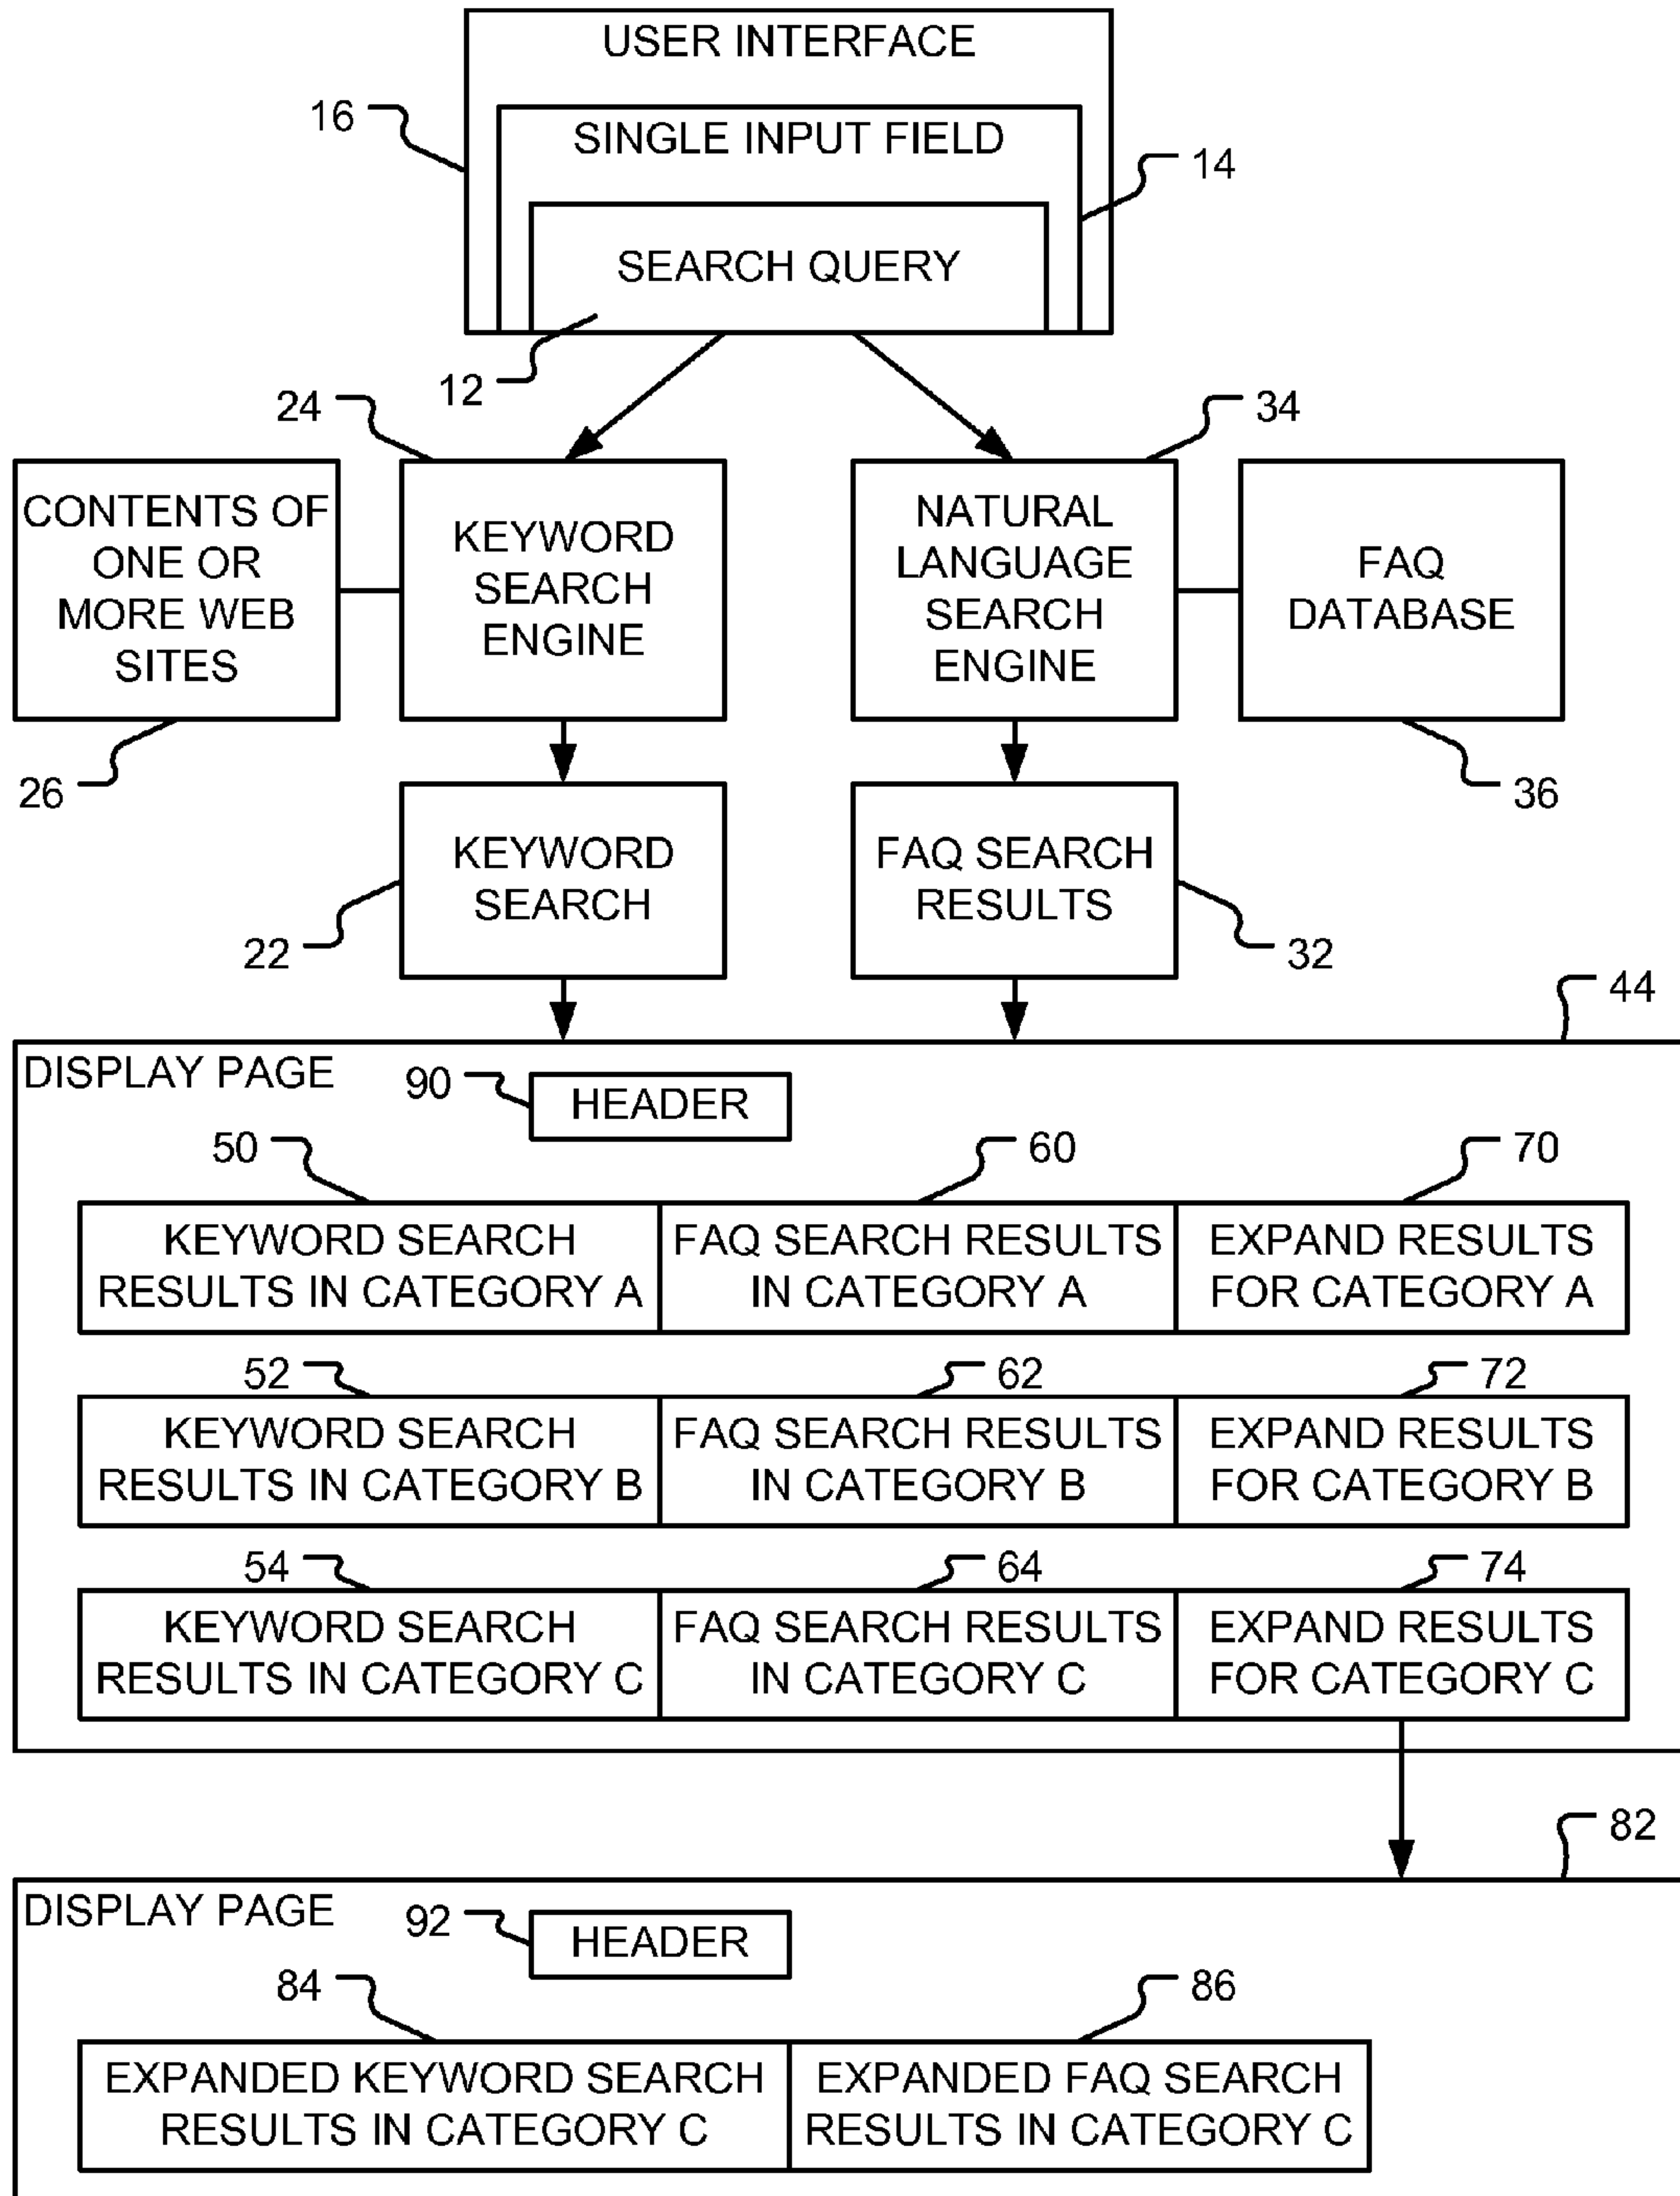 USER INTERFACE
16
SINGLE INPUT FIELD
14
SEARCH QUERY
12
24
34
CONTENTS OF
ONE OR
MORE WEB
SITES
KEYWORD
SEARCH
ENGINE
NATURAL
LANGUAGE
SEARCH
ENGINE
FAQ
DATABASE
26
36
KEYWORD
SEARCH
FAQ SEARCH
RESULTS
22
32
44
DISPLAY PAGE
90
HEADER
50
60
70
KEYWORD SEARCH
RESULTS IN CATEGORY A
FAQ SEARCH RESULTS
IN CATEGORY A
EXPAND RESULTS
FOR CATEGORY A
52
62
72
KEYWORD SEARCH
RESULTS IN CATEGORY B
FAQ SEARCH RESULTS
IN CATEGORY B
EXPAND RESULTS
FOR CATEGORY B
54
64
74
KEYWORD SEARCH
RESULTS IN CATEGORY C
FAQ SEARCH RESULTS
IN CATEGORY C
EXPAND RESULTS
FOR CATEGORY C
82
DISPLAY PAGE
92
HEADER
84
86
EXPANDED KEYWORD SEARCH
RESULTS IN CATEGORY C
EXPANDED FAQ SEARCH
RESULTS IN CATEGORY C